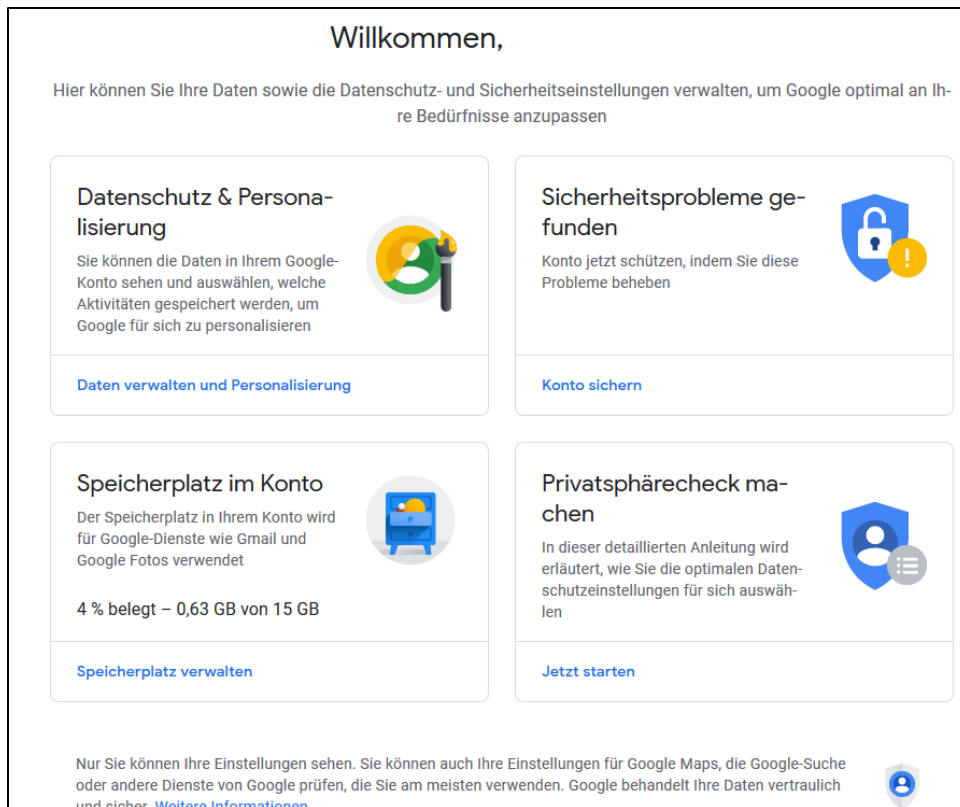 Willkommen,
Hier können Sie Ihre Daten sowie die Datenschutz- und Sicherheitseinstellungen verwalten, um Google optimal an Ih-
re Bedürfnisse anzupassen
Datenschutz & Persona-
lisierung
Sie können die Daten in Ihrem Google-
Konto sehen und auswählen, welche
Aktivitäten gespeichert werden, um
Google für sich zu personalisieren
Daten verwalten und Personalisierung
Sicherheitsprobleme ge-
funden
Konto jetzt schützen, indem Sie diese
Probleme beheben
Konto sichern
Speicherplatz im Konto
Der Speicherplatz in Ihrem Konto wird
für Google-Dienste wie Gmail und
Google Fotos verwendet
4 % belegt – 0,63 GB von 15 GB
Speicherplatz verwalten
Privatsphärecheck ma-
chen
In dieser detaillierten Anleitung wird
erläutert, wie Sie die optimalen Daten-
schutzeinstellungen für sich auswäh-
len
Jetzt starten
Nur Sie können Ihre Einstellungen sehen. Sie können auch Ihre Einstellungen für Google Maps, die Google-Suche
oder andere Dienste von Google prüfen, die Sie am meisten verwenden. Google behandelt Ihre Daten vertraulich
und sicher. Weitere Informationen